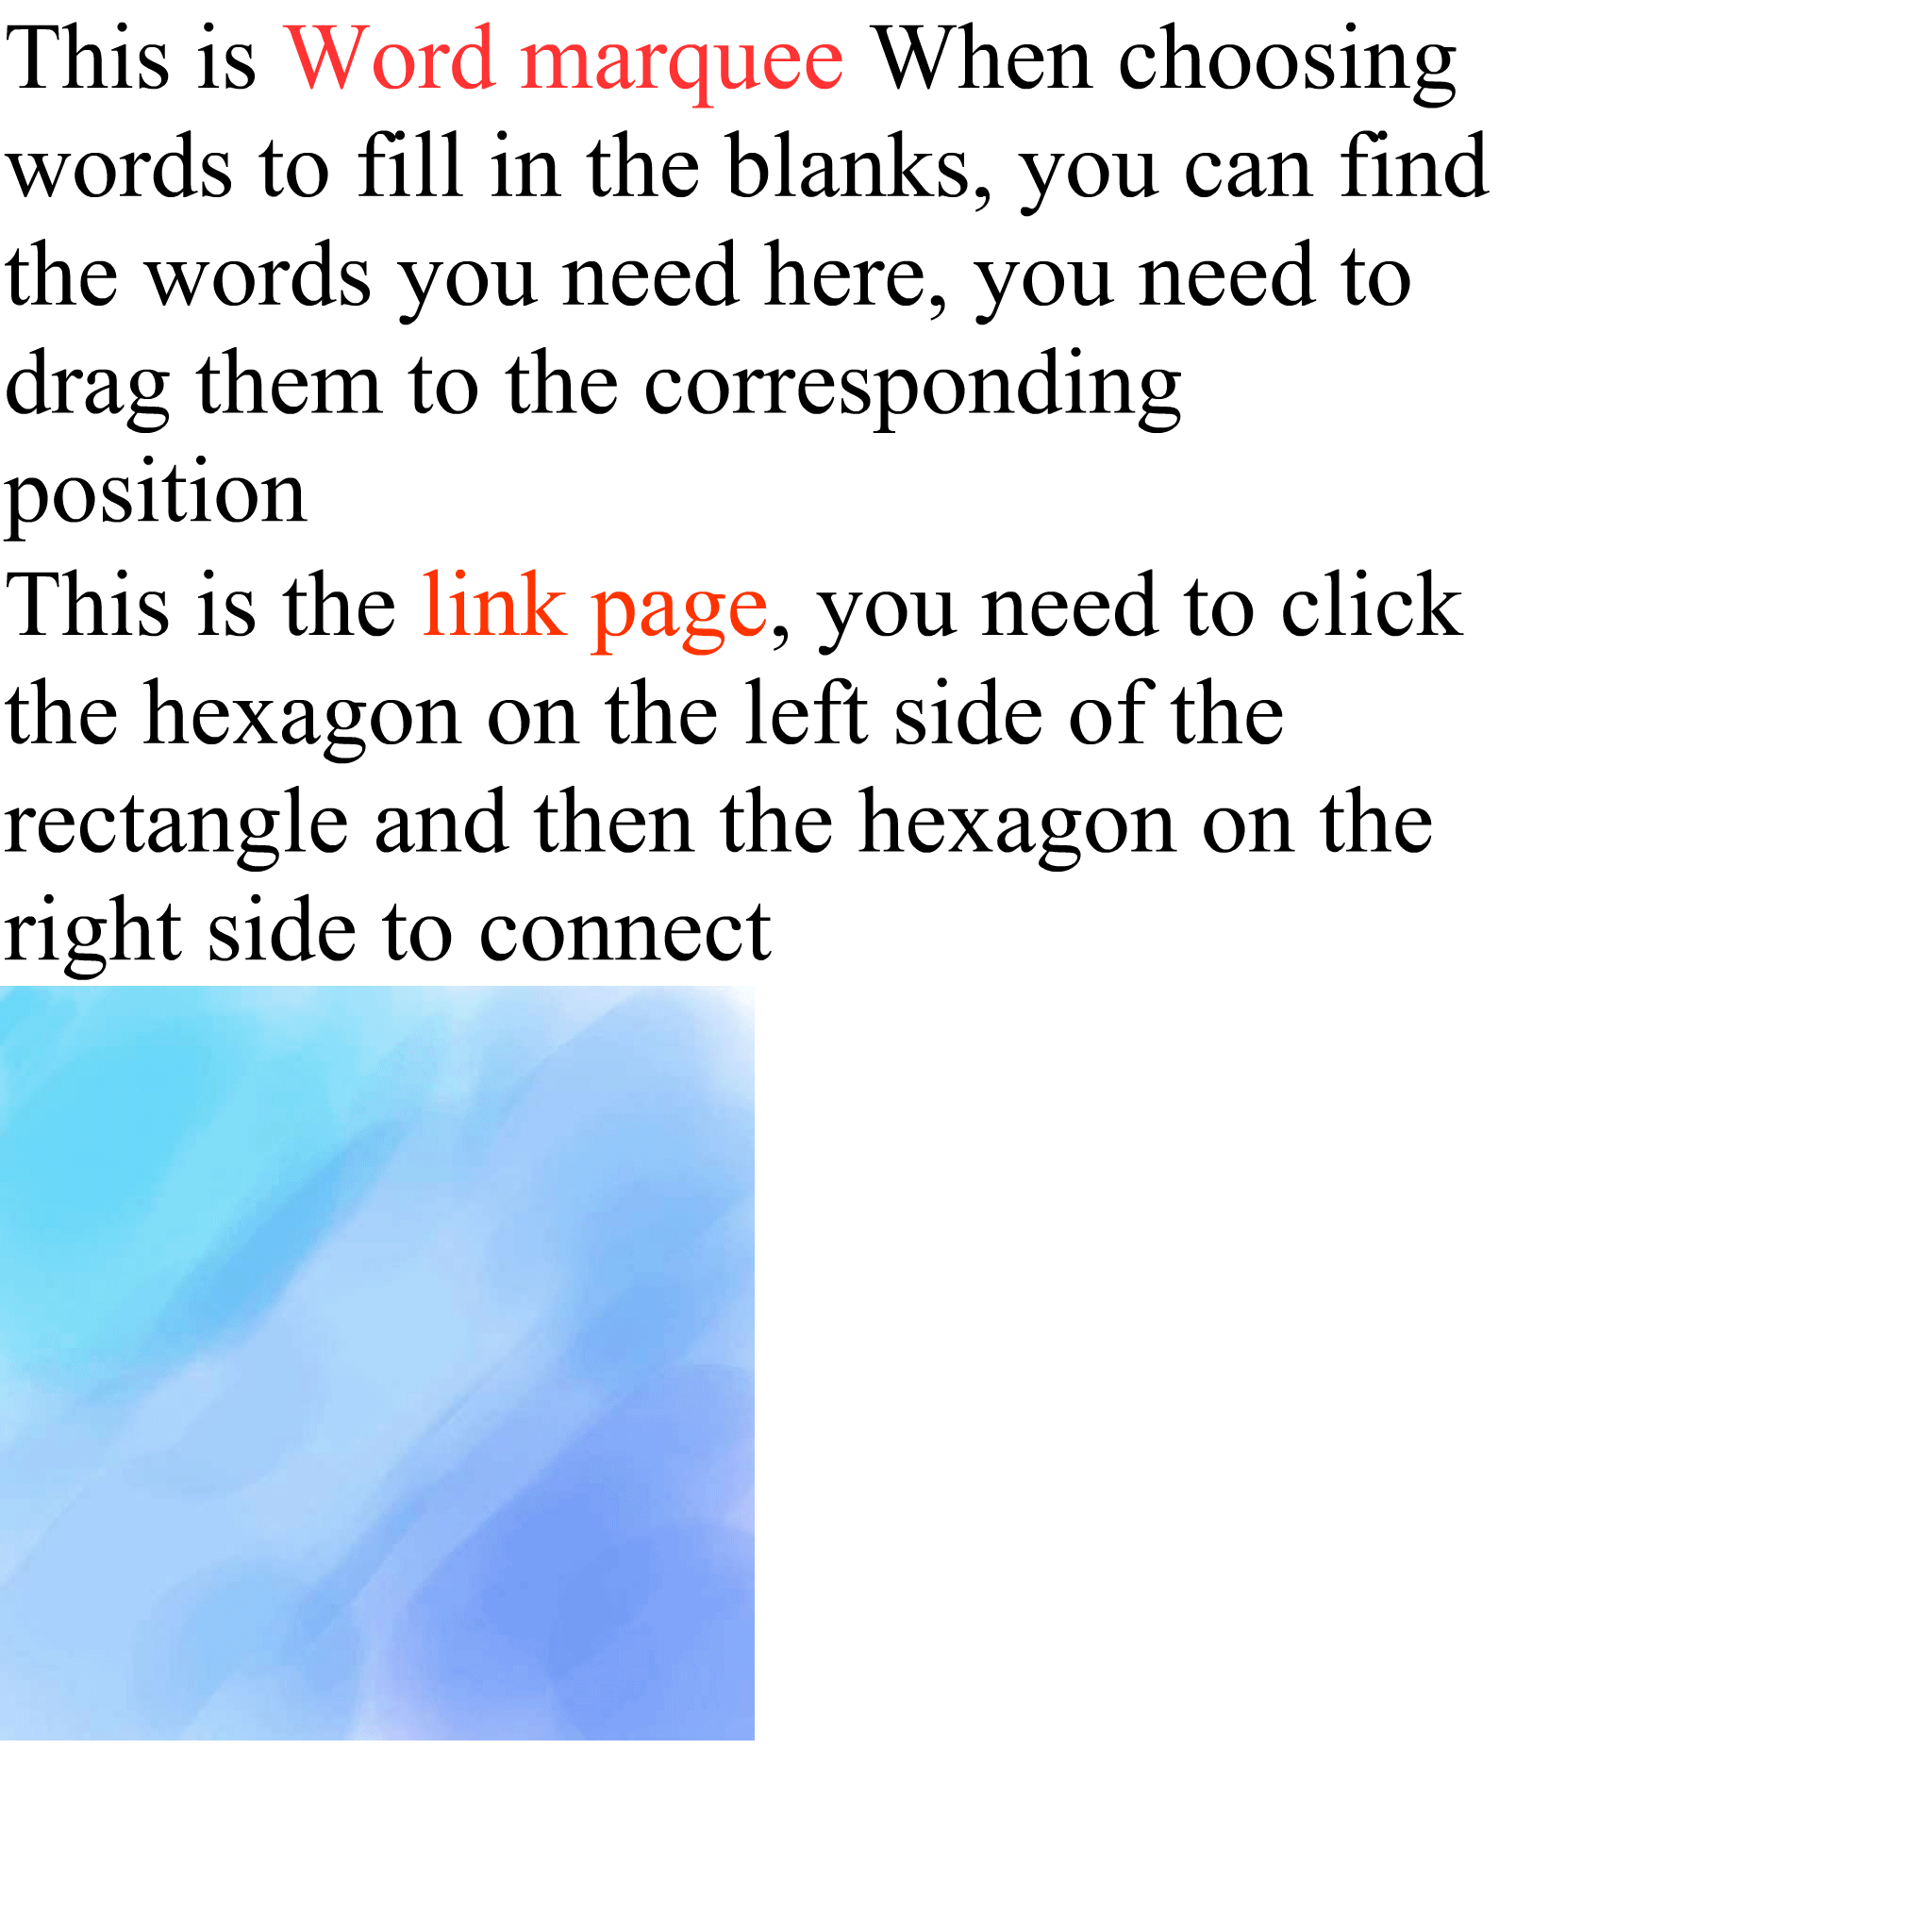 This is Word marquee When choosing
words to fill in the blanks, you can find
the words you need here, you need to
drag them to the corresponding
position
This is the link page, you need to click
the hexagon on the left side of the
rectangle and then the hexagon on the
right side to connect